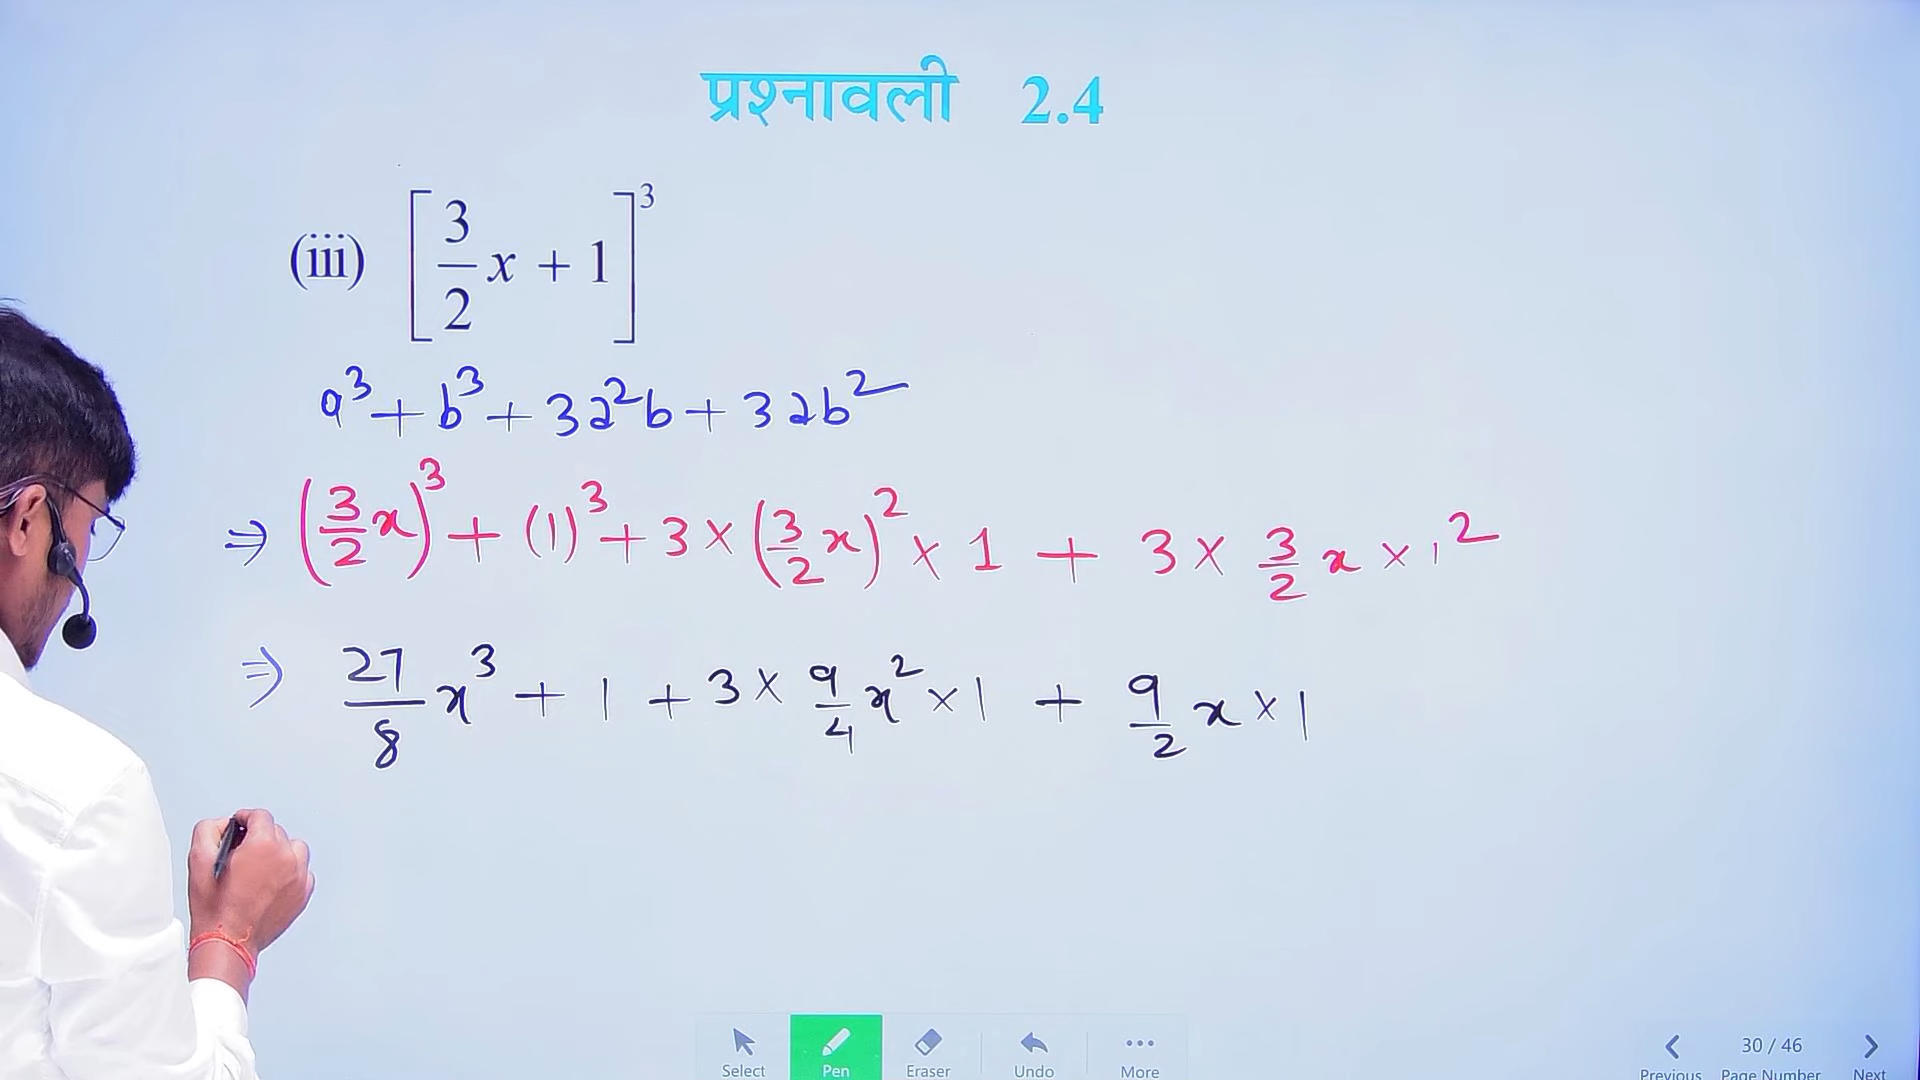 प्रश्नावली 2.4
(iii) [3/2 x + 1]³
a³ + b³ + 3a²b + 3ab²
⇒ (3/2 x)³ + (1)³ + 3 × (3/2 x)² × 1 + 3 × 3/2 x × 1²
⇒ 27/8 x³ + 1 + 3 × 9/4 x² × 1 + 9/2 x × 1
Select Pen Eraser Undo More
30 / 46
Previous Page Number Next